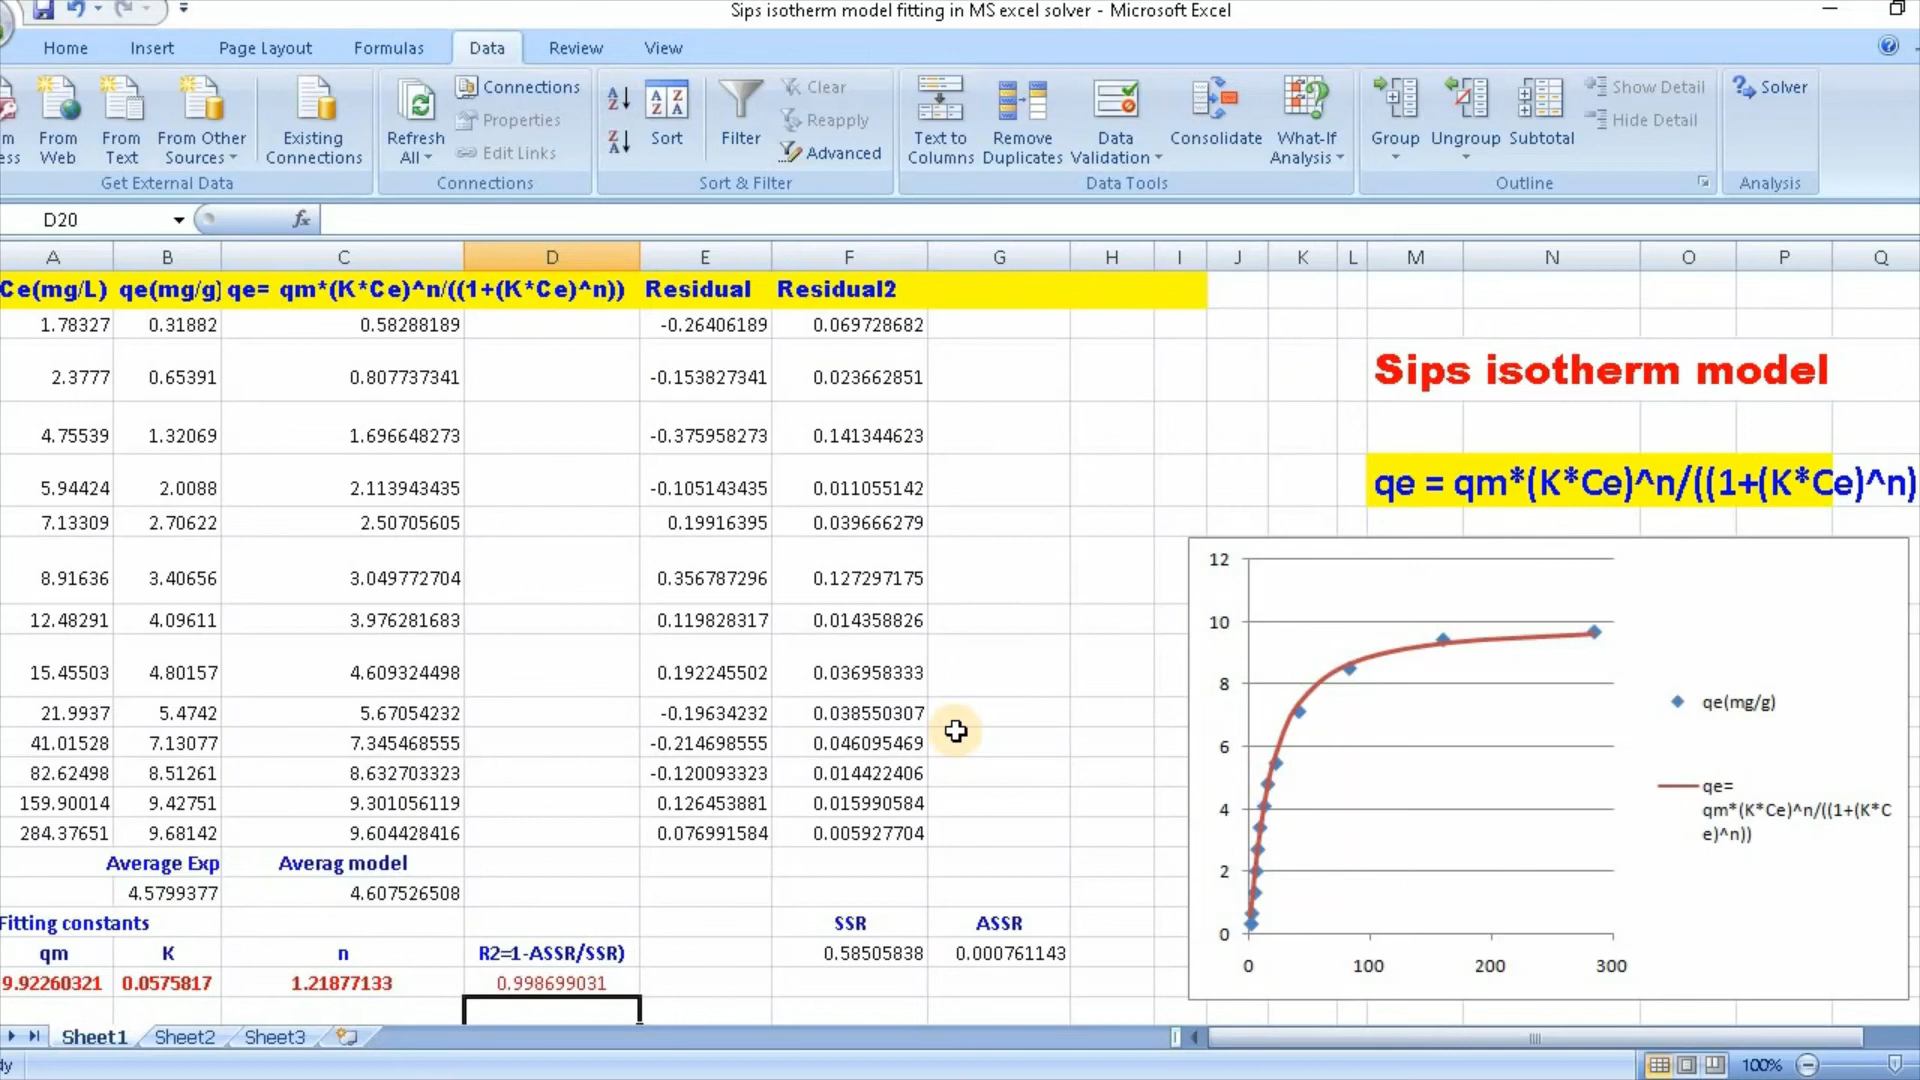 Sips isotherm model fitting in MS excel solver - Microsoft Excel
Home Insert Page Layout Formulas Data Review View
From Web From Text From Other Sources Existing Connections
Refresh All Connections Properties Edit Links
Sort Filter Clear Reapply Advanced
Text to Columns Remove Duplicates Data Validation Consolidate What-If Analysis
Group Ungroup Subtotal Show Detail Hide Detail
Solver
Get External Data Connections Sort & Filter Data Tools Outline Analysis
D20 fx
A B C D E F G H I J K L M N O P Q
Ce(mg/L) qe(mg/g) qe= qm*(K*Ce)^n/((1+(K*Ce)^n)) Residual Residual2
1.78327 0.31882 0.58288189 -0.26406189 0.069728682
2.3777 0.65391 0.807737341 -0.153827341 0.023662851
4.75539 1.32069 1.696648273 -0.375958273 0.141344623
5.94424 2.0088 2.113943435 -0.105143435 0.011055142
7.13309 2.70622 2.50705605 0.19916395 0.039666279
8.91636 3.40656 3.049772704 0.356787296 0.127297175
12.48291 4.09611 3.976281683 0.119828317 0.014358826
15.45503 4.80157 4.609324498 0.192245502 0.036958333
21.9937 5.4742 5.67054232 -0.19634232 0.038550307
41.01528 7.13077 7.345468555 -0.214698555 0.046095469
82.62498 8.51261 8.632703323 -0.120093323 0.014422406
159.90014 9.42751 9.301056119 0.126453881 0.015990584
284.37651 9.68142 9.604428416 0.076991584 0.005927704
Average Exp Averag model
4.5799377 4.607526508
Fitting constants SSR ASSR
qm K n R2=1-ASSR/SSR) 0.58505838 0.000761143
9.92260321 0.0575817 1.21877133 0.998699031
Sips isotherm model
qe = qm*(K*Ce)^n/((1+(K*Ce)^n)
12
10
8
6
4
2
0
0 100 200 300
qe(mg/g)
qe=
qm*(K*Ce)^n/((1+(K*C
e)^n))
Sheet1 Sheet2 Sheet3
100%